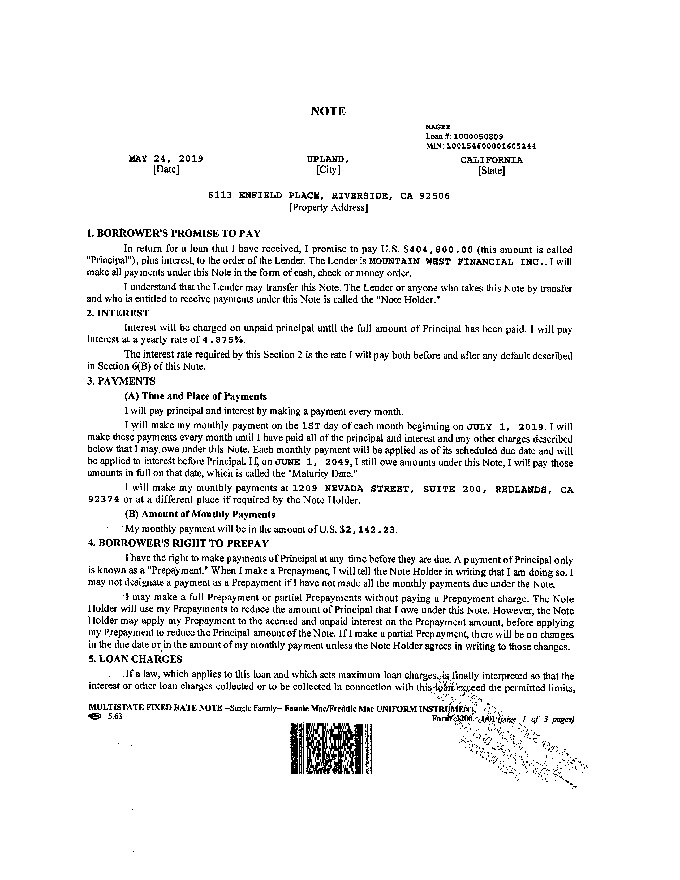 NOTE
MAGEE
Loan #: 1000050809
MIN: 100154600001605244
MAY 24, 2019 UPLAND, CALIFORNIA
[Date] [City] [State]
6113 ENFIELD PLACE, RIVERSIDE, CA 92506
[Property Address]
1. BORROWER'S PROMISE TO PAY
In return for a loan that I have received, I promise to pay U.S. $404,800.00 (this amount is called
"Principal"), plus interest, to the order of the Lender. The Lender is MOUNTAIN WEST FINANCIAL INC.. I will
make all payments under this Note in the form of cash, check or money order.
I understand that the Lender may transfer this Note. The Lender or anyone who takes this Note by transfer
and who is entitled to receive payments under this Note is called the "Note Holder."
2. INTEREST
Interest will be charged on unpaid principal until the full amount of Principal has been paid. I will pay
interest at a yearly rate of 4.875%.
The interest rate required by this Section 2 is the rate I will pay both before and after any default described
in Section 6(B) of this Note.
3. PAYMENTS
(A) Time and Place of Payments
I will pay principal and interest by making a payment every month.
I will make my monthly payment on the 1ST day of each month beginning on JULY 1, 2019. I will
make these payments every month until I have paid all of the principal and interest and any other charges described
below that I may owe under this Note. Each monthly payment will be applied as of its scheduled due date and will
be applied to interest before Principal. If, on JUNE 1, 2049, I still owe amounts under this Note, I will pay those
amounts in full on that date, which is called the "Maturity Date."
I will make my monthly payments at 1209 NEVADA STREET, SUITE 200, REDLANDS, CA
92374 or at a different place if required by the Note Holder.
(B) Amount of Monthly Payments
My monthly payment will be in the amount of U.S. $2,142.23.
4. BORROWER'S RIGHT TO PREPAY
I have the right to make payments of Principal at any time before they are due. A payment of Principal only
is known as a "Prepayment." When I make a Prepayment, I will tell the Note Holder in writing that I am doing so. I
may not designate a payment as a Prepayment if I have not made all the monthly payments due under the Note.
I may make a full Prepayment or partial Prepayments without paying a Prepayment charge. The Note
Holder will use my Prepayments to reduce the amount of Principal that I owe under this Note. However, the Note
Holder may apply my Prepayment to the accrued and unpaid interest on the Prepayment amount, before applying
my Prepayment to reduce the Principal amount of the Note. If I make a partial Prepayment, there will be no changes
in the due date or in the amount of my monthly payment unless the Note Holder agrees in writing to those changes.
5. LOAN CHARGES
If a law, which applies to this loan and which sets maximum loan charges, is finally interpreted so that the
interest or other loan charges collected or to be collected in connection with this loan exceed the permitted limits,
MULTISTATE FIXED RATE NOTE --Single Family-- Fannie Mae/Freddie Mac UNIFORM INSTRUMENT
5.63 Form 3200 1/01 (page 1 of 3 pages)